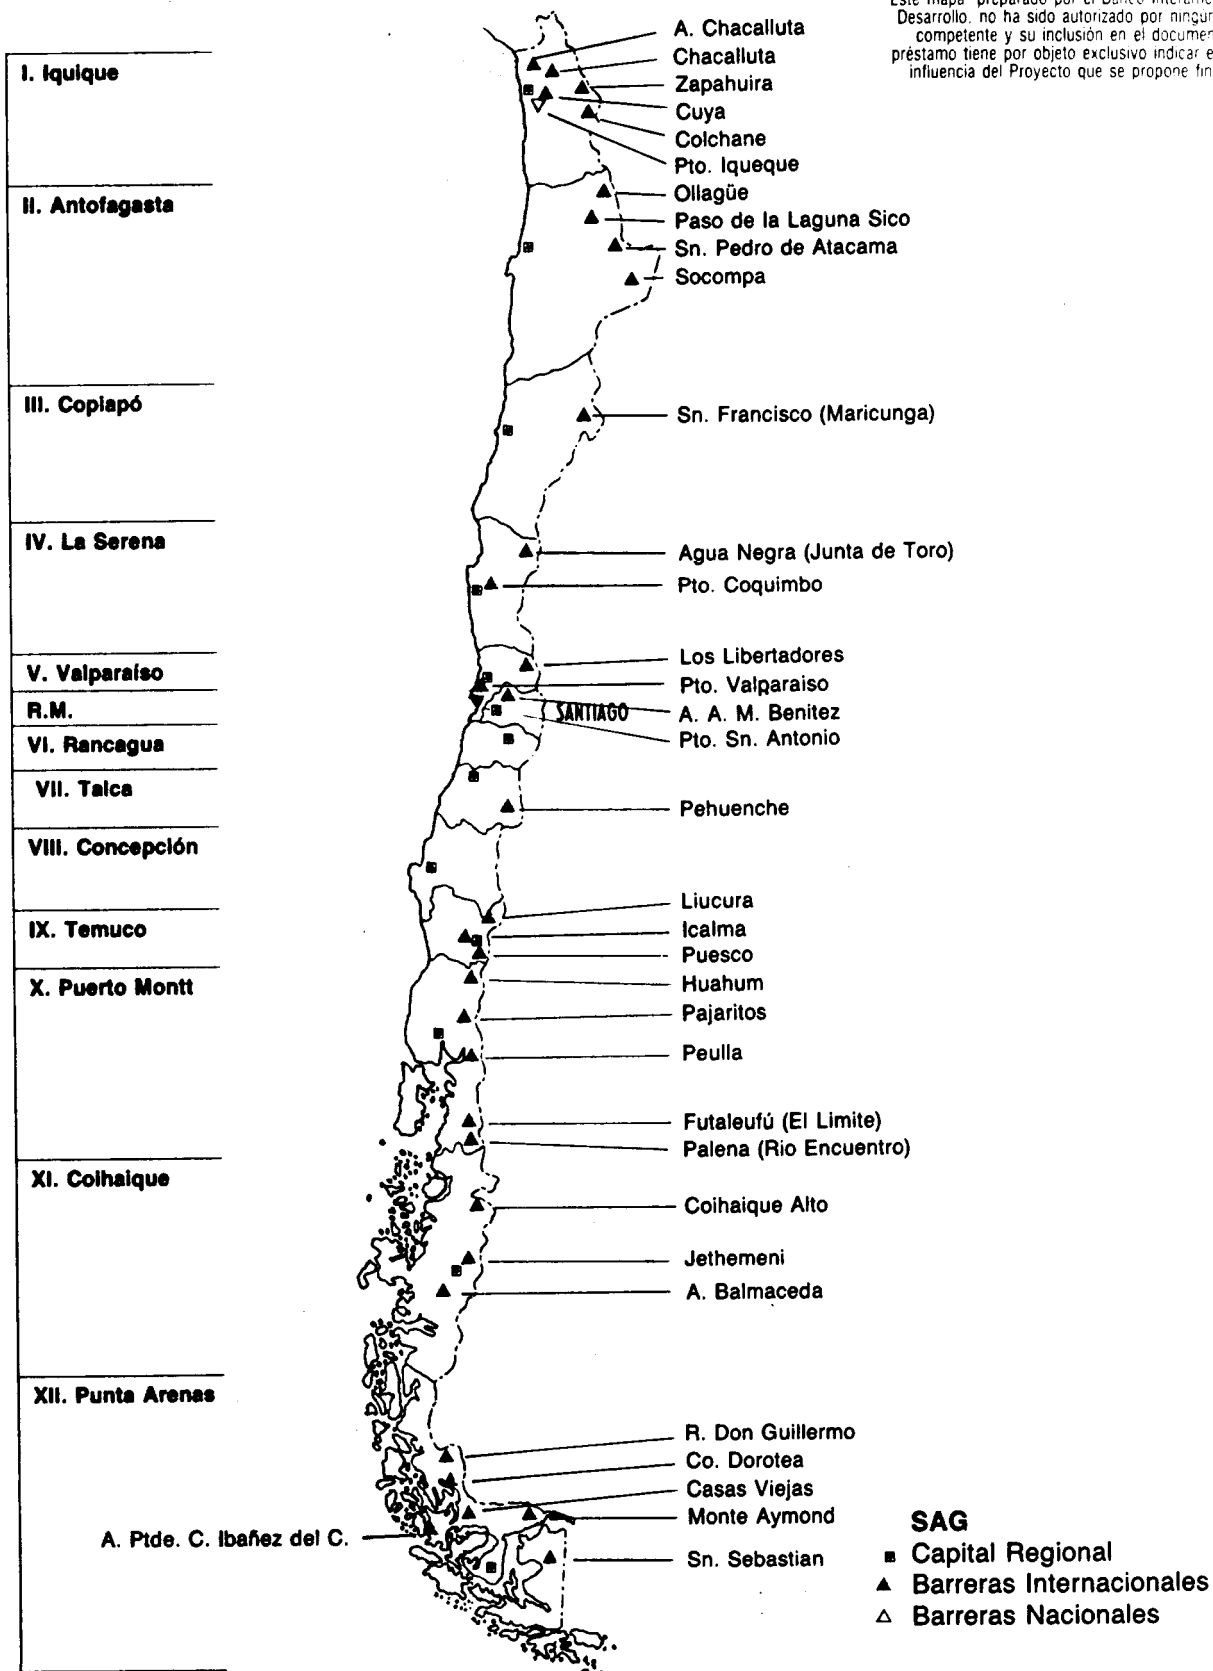 Este mapa preparado por el Banco Interame
Desarrollo, no ha sido autorizado por ningúr
competente y su inclusión en el documer
préstamo tiene por objeto exclusivo indicar e
influencia del Proyecto que se propone fin
I. Iquique
II. Antofagasta
III. Copiapó
IV. La Serena
V. Valparaíso
R.M.
VI. Rancagua
VII. Talca
VIII. Concepción
IX. Temuco
X. Puerto Montt
XI. Coihaique
XII. Punta Arenas
A. Chacalluta
Chacalluta
Zapahuira
Cuya
Colchane
Pto. Iqueque
Ollagüe
Paso de la Laguna Sico
Sn. Pedro de Atacama
Socompa
Sn. Francisco (Maricunga)
Agua Negra (Junta de Toro)
Pto. Coquimbo
Los Libertadores
Pto. Valparaiso
SANTIAGO
A. A. M. Benitez
Pto. Sn. Antonio
Pehuenche
Liucura
Icalma
Puesco
Huahum
Pajaritos
Peulla
Futaleufú (El Limite)
Palena (Rio Encuentro)
Coihaique Alto
Jethemeni
A. Balmaceda
R. Don Guillermo
Co. Dorotea
Casas Viejas
Monte Aymond
A. Ptde. C. Ibañez del C.
Sn. Sebastian
SAG
Capital Regional
Barreras Internacionales
Barreras Nacionales